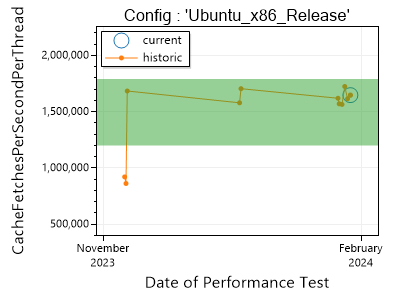 Config : 'Ubuntu_x86_Release'
CacheFetchesPerSecondPerThread
current
historic
2,000,000
1,500,000
1,000,000
500,000
November
2023
February
2024
Date of Performance Test